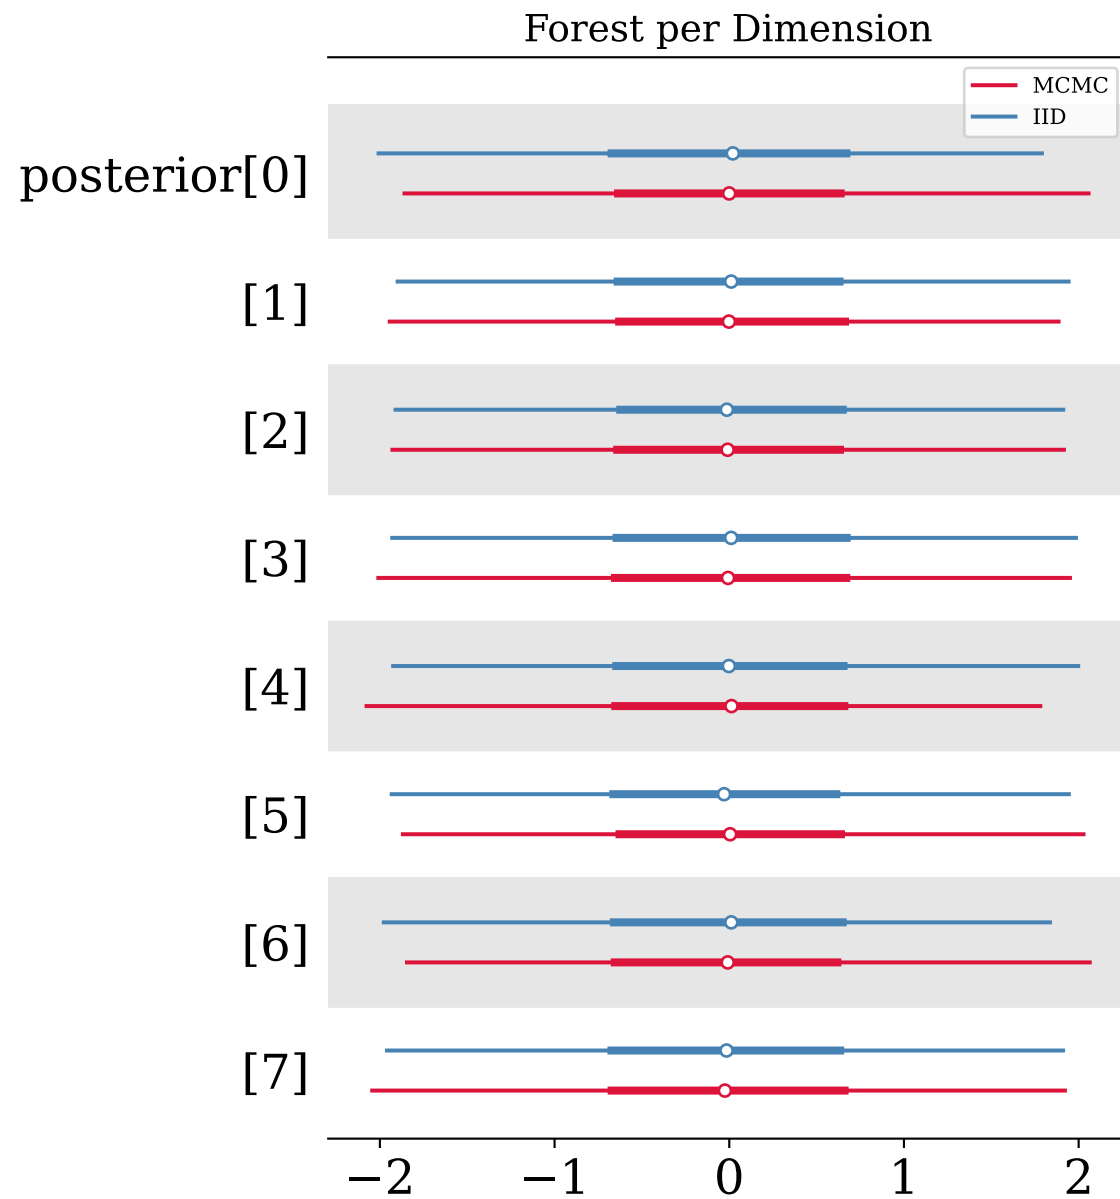 Forest per Dimension
MCMC
IID
posterior[0]
[1]
[2]
[3]
[4]
[5]
[6]
[7]
−2 −1 0 1 2